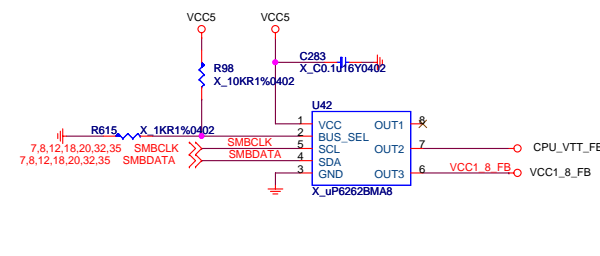 VCC5
VCC5
C283
X_C0.1u16Y0402
R98
X_10KR1%0402
U42
R615
X_1KR1%0402
1
VCC
OUT1
8
2
BUS_SEL
7,8,12,18,20,32,35
SMBCLK
SMBCLK
5
SCL
OUT2
7
CPU_VTT_FB
7,8,12,18,20,32,35
SMBDATA
SMBDATA
4
SDA
3
GND
OUT3
6
VCC1_8_FB
VCC1_8_FB
X_uP6262BMA8